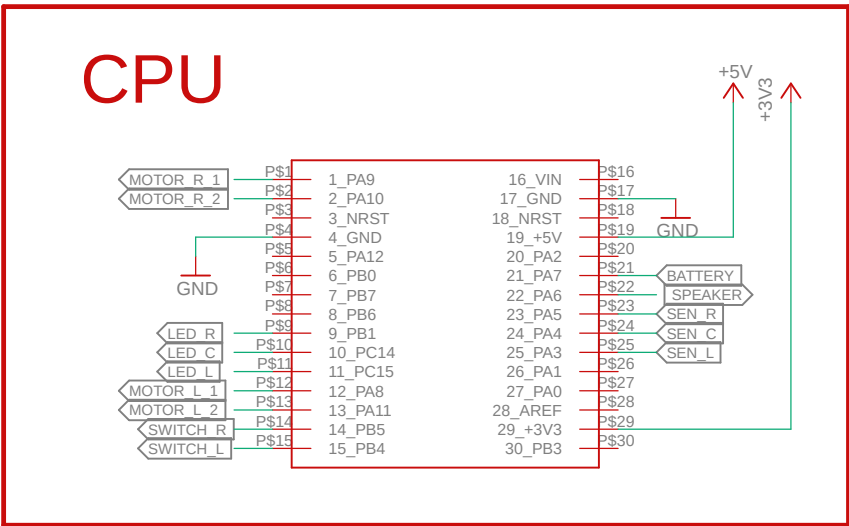 CPU
+5V
+3V3
MOTOR_R_1 P$1 1_PA9 16_VIN P$16
MOTOR_R_2 P$2 2_PA10 17_GND P$17
P$3 3_NRST 18_NRST P$18
P$4 4_GND 19_+5V P$19 GND
P$5 5_PA12 20_PA2 P$20
GND P$6 6_PB0 21_PA7 P$21 BATTERY
P$7 7_PB7 22_PA6 P$22 SPEAKER
P$8 8_PB6 23_PA5 P$23 SEN_R
LED_R P$9 9_PB1 24_PA4 P$24 SEN_C
LED_C P$10 10_PC14 25_PA3 P$25 SEN_L
LED_L P$11 11_PC15 26_PA1 P$26
MOTOR_L_1 P$12 12_PA8 27_PA0 P$27
MOTOR_L_2 P$13 13_PA11 28_AREF P$28
SWITCH_R P$14 14_PB5 29_+3V3 P$29
SWITCH_L P$15 15_PB4 30_PB3 P$30